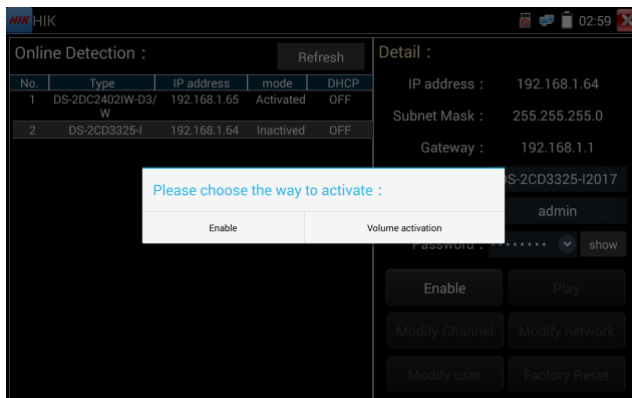 HIK HIK
02:59
Online Detection :
Refresh
No. Type IP address mode DHCP
1 DS-2DC2402IW-D3/W 192.168.1.65 Activated OFF
2 DS-2CD3325-I 192.168.1.64 Inactived OFF
Detail :
IP address : 192.168.1.64
Subnet Mask : 255.255.255.0
Gateway : 192.168.1.1
DS-2CD3325-I2017
admin
Password : show
Please choose the way to activate :
Enable Volume activation
Enable Play
Modify Channel Modify network
Modify user Factory Reset